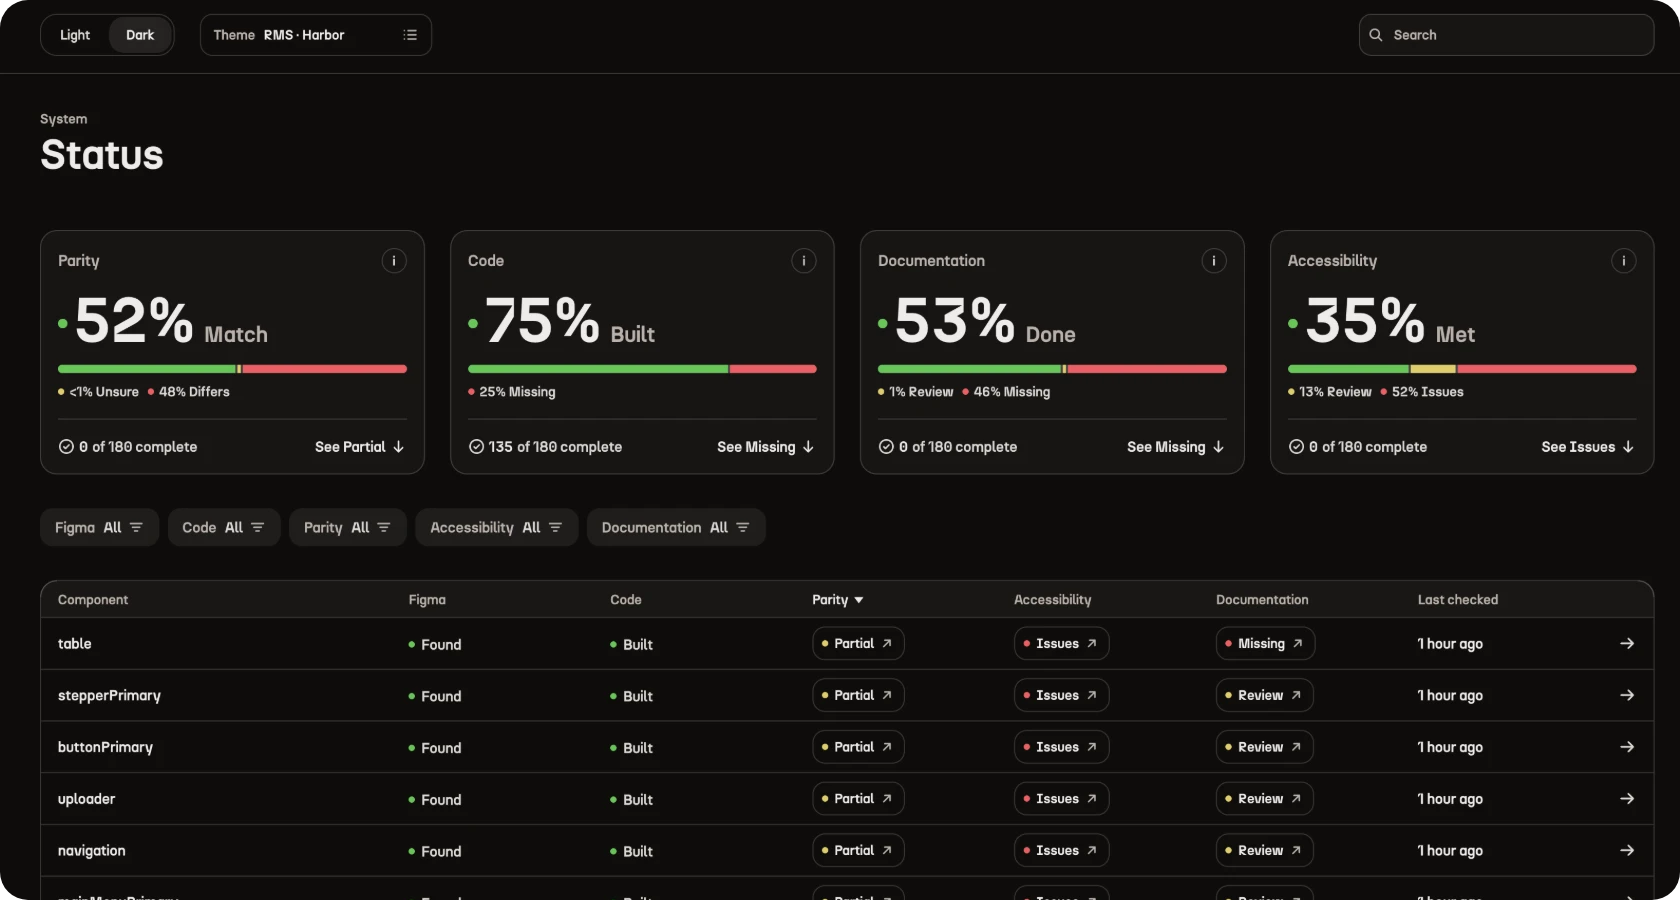 Light Dark Theme RMS · Harbor Search
System
Status
Parity i
52% Match
<1% Unsure 48% Differs
0 of 180 complete See Partial ↓
Code i
75% Built
25% Missing
135 of 180 complete See Missing ↓
Documentation i
53% Done
1% Review 46% Missing
0 of 180 complete See Missing ↓
Accessibility i
35% Met
13% Review 52% Issues
0 of 180 complete See Issues ↓
Figma All Code All Parity All Accessibility All Documentation All
Component Figma Code Parity ▼ Accessibility Documentation Last checked
table Found Built Partial ↗ Issues ↗ Missing ↗ 1 hour ago →
stepperPrimary Found Built Partial ↗ Issues ↗ Review ↗ 1 hour ago →
buttonPrimary Found Built Partial ↗ Issues ↗ Review ↗ 1 hour ago →
uploader Found Built Partial ↗ Issues ↗ Review ↗ 1 hour ago →
navigation Found Built Partial ↗ Issues ↗ Review ↗ 1 hour ago →